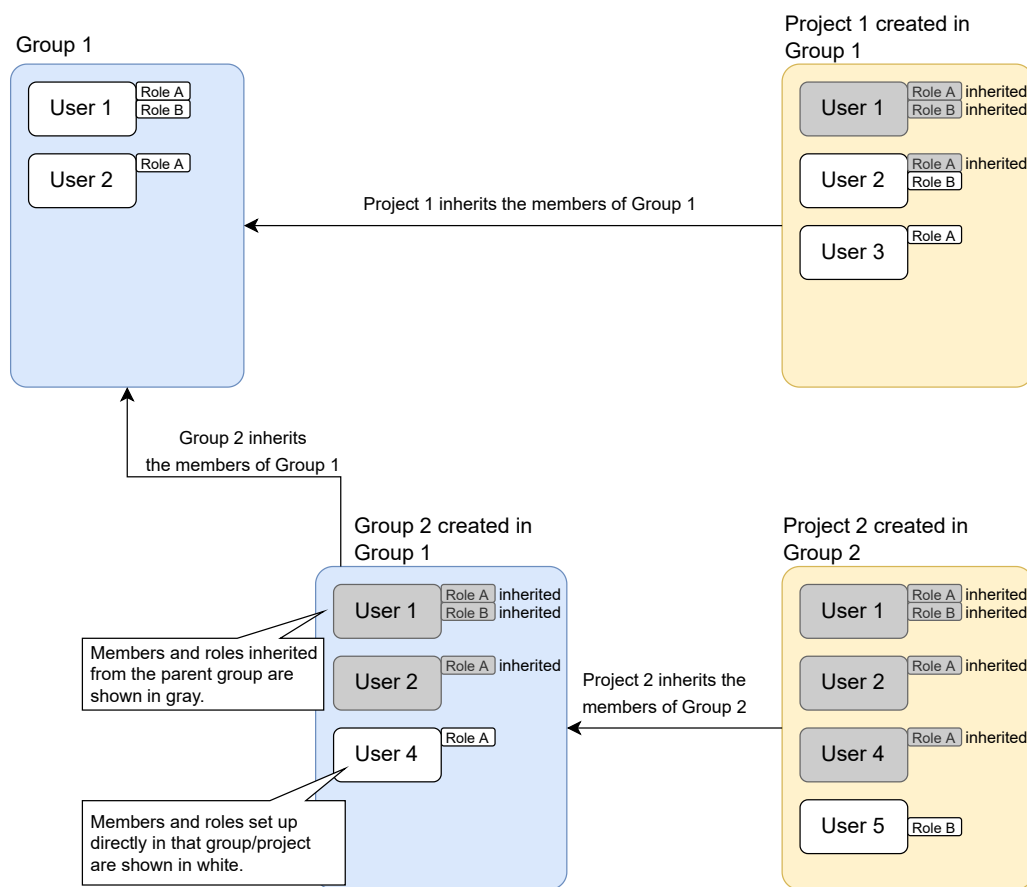 Group 1
User 1
Role A
Role B
User 2
Role A
Project 1 inherits the members of Group 1
Project 1 created in
Group 1
User 1
Role A inherited
Role B inherited
User 2
Role A inherited
Role B
User 3
Role A
Group 2 inherits
the members of Group 1
Group 2 created in
Group 1
User 1
Role A inherited
Role B inherited
User 2
Role A inherited
User 4
Role A
Members and roles inherited
from the parent group are
shown in gray.
Members and roles set up
directly in that group/project
are shown in white.
Project 2 inherits the
members of Group 2
Project 2 created in
Group 2
User 1
Role A inherited
Role B inherited
User 2
Role A inherited
User 4
Role A inherited
User 5
Role B